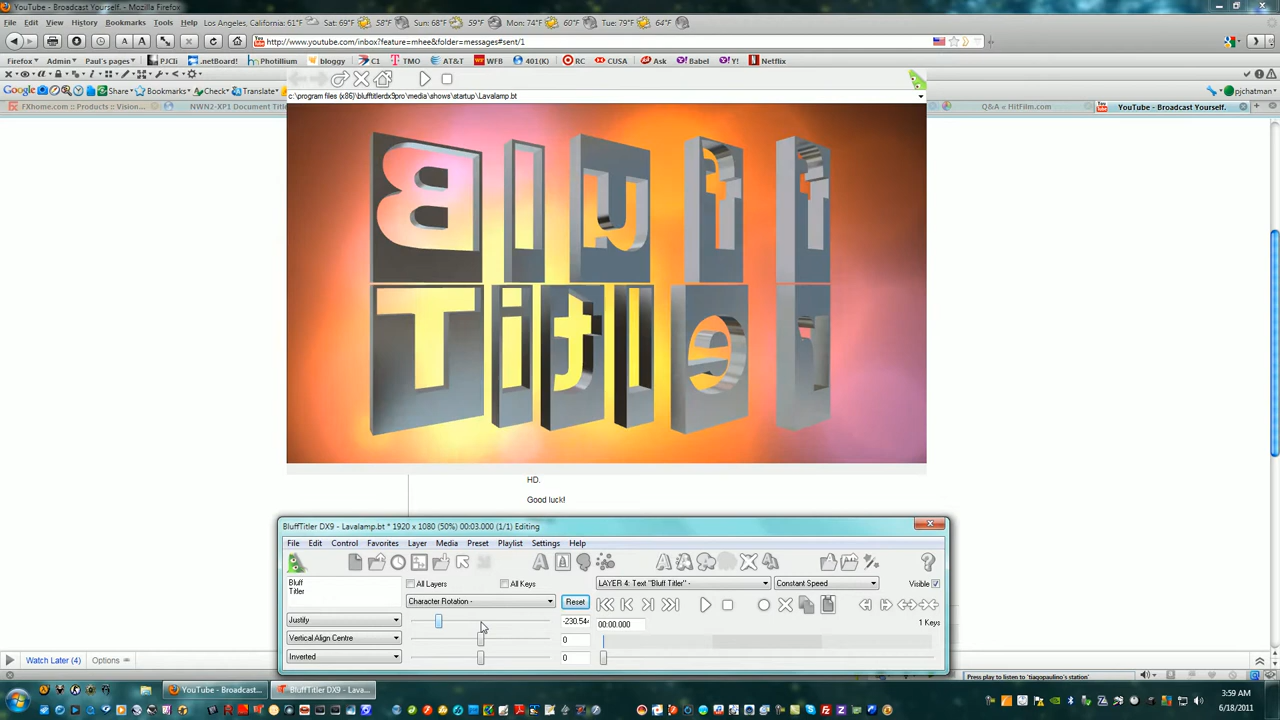 YouTube - Broadcast Yourself. - Mozilla Firefox
File Edit View History Bookmarks Tools Help Los Angeles, California: 61°F Sat: 69°F 59°F Sun: 68°F 59°F Mon: 74°F 60°F Tue: 79°F 64°F
A A http://www.youtube.com/inbox?feature=mhee&folder=messages#sent/1
Firefox Admin Paul's pages PJCli Photillium bloggy C1 TMO AT&T WFB 401(K) RC CUSA Ask Babel Y! Netflix
Google Share Bookmarks Check Translate pjchatman
FXhome.com :: Products :: Vision... NWN2-XP1 Document Title Q&A « HitFilm.com YouTube - Broadcast Yourself.
c:\program files (x86)\blufftitlerdx9pro\media\shows\startup\Lavalamp.bt
Bluff
Titler
HD.
Good luck!
BluffTitler DX9 - Lavalamp.bt * 1920 x 1080 (50%) 00:03.000 (1/1) Editing
File Edit Control Favorites Layer Media Preset Playlist Settings Help
Bluff
Titler
All Layers All Keys LAYER 4: Text "Bluff Titler" - Constant Speed Visible
Character Rotation - Reset
Justify -230.544 00:00.000 1 Keys
Vertical Align Centre 0
Inverted 0
Watch Later (4) Options
Press play to listen to 'tiagopaulino's station'
YouTube - Broadcast... BluffTitler DX9 - Lava...
3:59 AM
6/18/2011